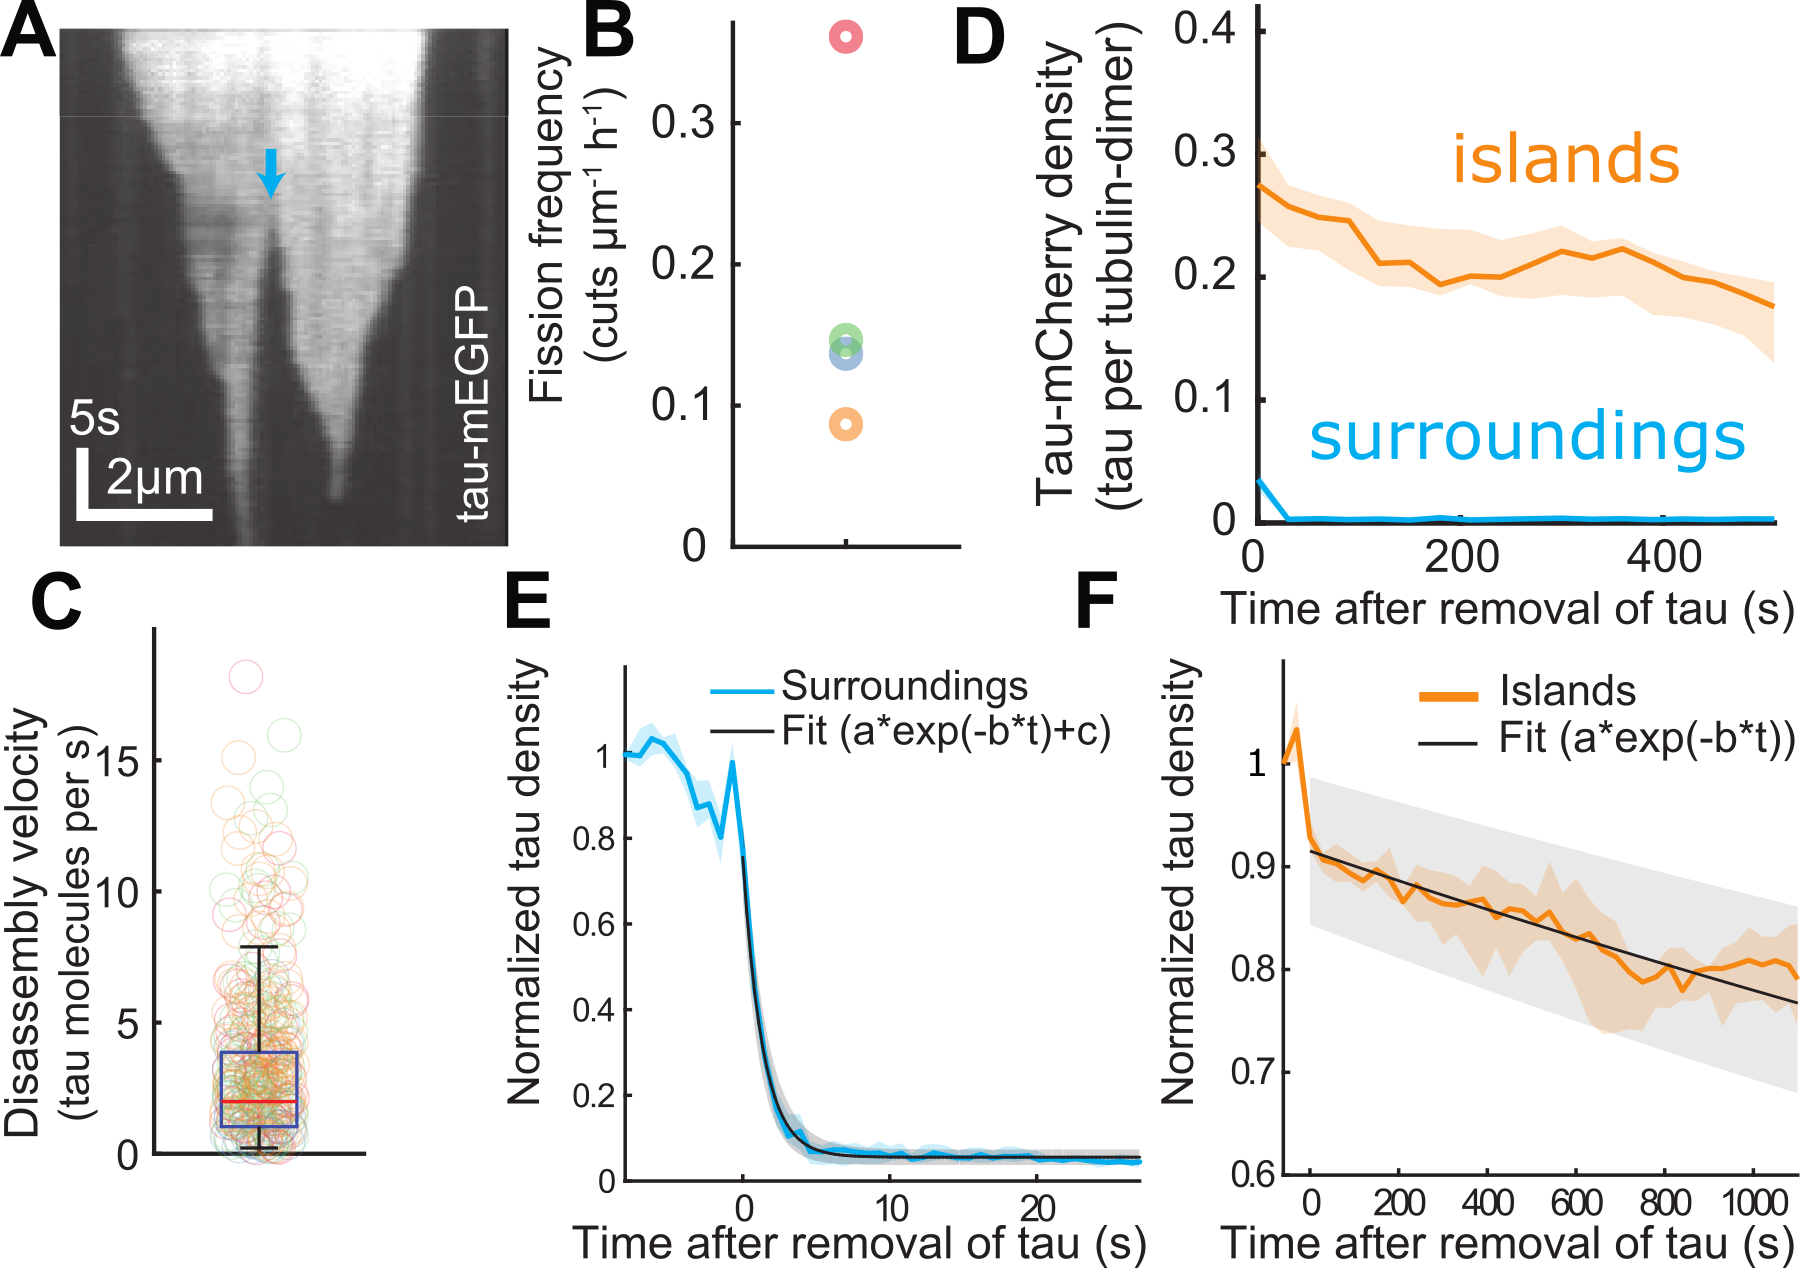 A
5s
2µm
tau-mEGFP
B
Fission frequency
(cuts µm⁻¹ h⁻¹)
0.3
0.2
0.1
0
D
Tau-mCherry density
(tau per tubulin-dimer)
0.4
0.3
0.2
0.1
0
islands
surroundings
0
200
400
Time after removal of tau (s)
C
Disassembly velocity
(tau molecules per s)
15
10
5
0
E
Normalized tau density
1
0.8
0.6
0.4
0.2
0
Surroundings
Fit (a*exp(-b*t)+c)
0
10
20
Time after removal of tau (s)
F
Normalized tau density
1
0.9
0.8
0.7
0.6
Islands
Fit (a*exp(-b*t))
0
200
400
600
800
1000
Time after removal of tau (s)